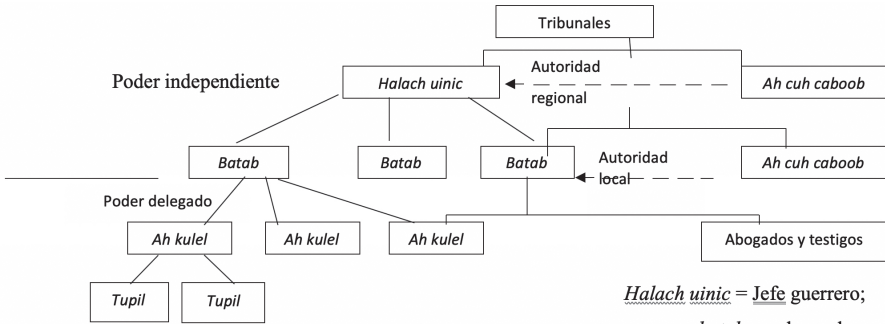 Tribunales
Autoridad
Poder independiente
Halach uinic
Ah cuh caboob
regional
Batab
Batab
Batab
Autoridad
local
Ah cuh caboob
Poder delegado
Ah kulel
Ah kulel
Ah kulel
Abogados y testigos
Tupil
Tupil
Halach uinic = Jefe guerrero;